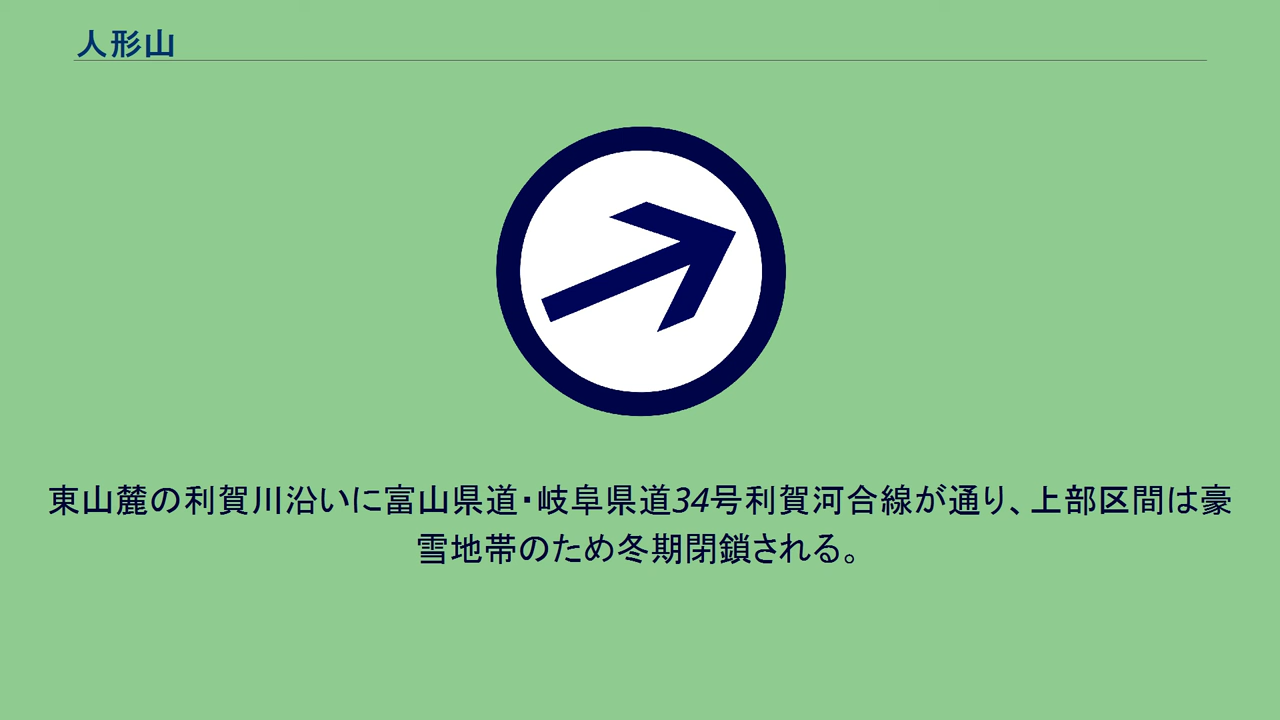 人形山
東山麓の利賀川沿いに富山県道・岐阜県道34号利賀河合線が通り、上部区間は豪
雪地帯のため冬期閉鎖される。